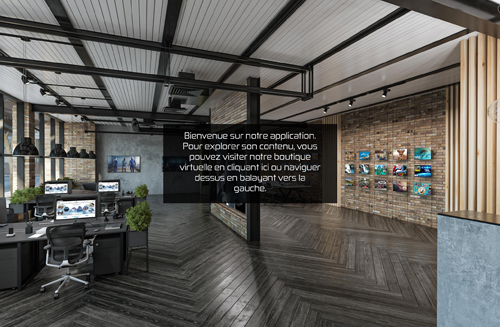 Bienvenue sur notre application.
Pour explorer son contenu, vous
pouvez visiter notre boutique
virtuelle en cliquant ici ou naviguer
dessus en balayant vers la
gauche.